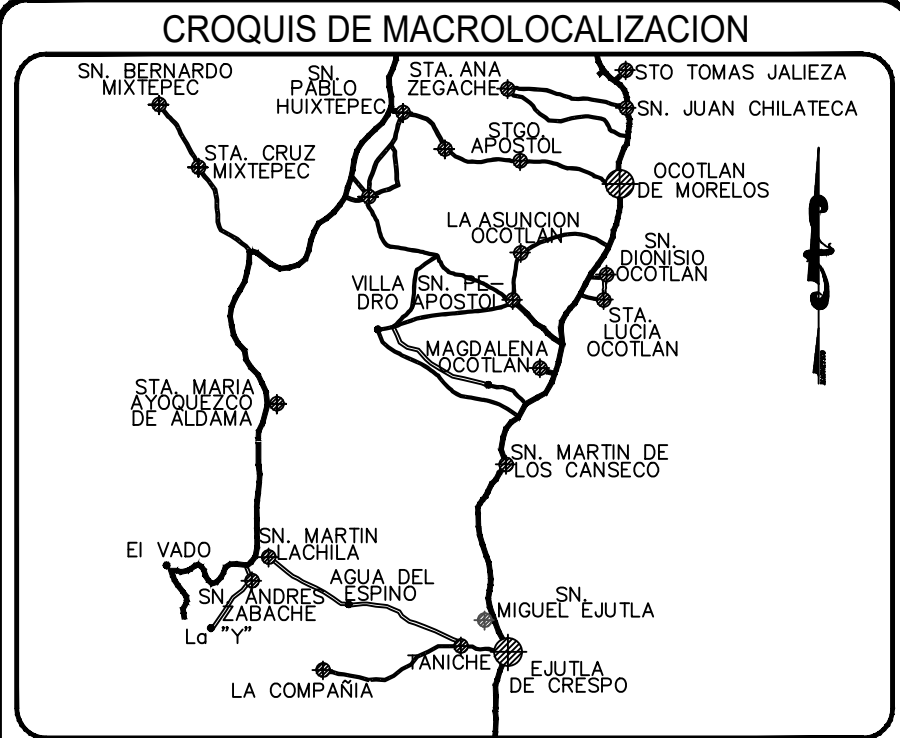 CROQUIS DE MACROLOCALIZACION
SN. BERNARDO
MIXTEPEC
SN.
PABLO
HUIXTEPEC
STA. ANA
ZEGACHE
STO TOMAS JALIEZA
SN. JUAN CHILATECA
STA. CRUZ
MIXTEPEC
STGO.
APOSTOL
OCOTLAN
DE MORELOS
LA ASUNCION
OCOTLAN
SN.
DIONISIO
OCOTLAN
VILLA SN. PE-
DRO APOSTOL
STA.
LUCIA
OCOTLAN
MAGDALENA
OCOTLAN
STA. MARIA
AYOQUEZCO
DE ALDAMA
SN. MARTIN DE
LOS CANSECO
SN. MARTIN
LACHILA
El VADO
AGUA DEL
ESPINO
SN. ANDRES
ZABACHE
La "Y"
SN.
MIGUEL EJUTLA
TANICHE
EJUTLA
DE CRESPO
LA COMPAÑIA